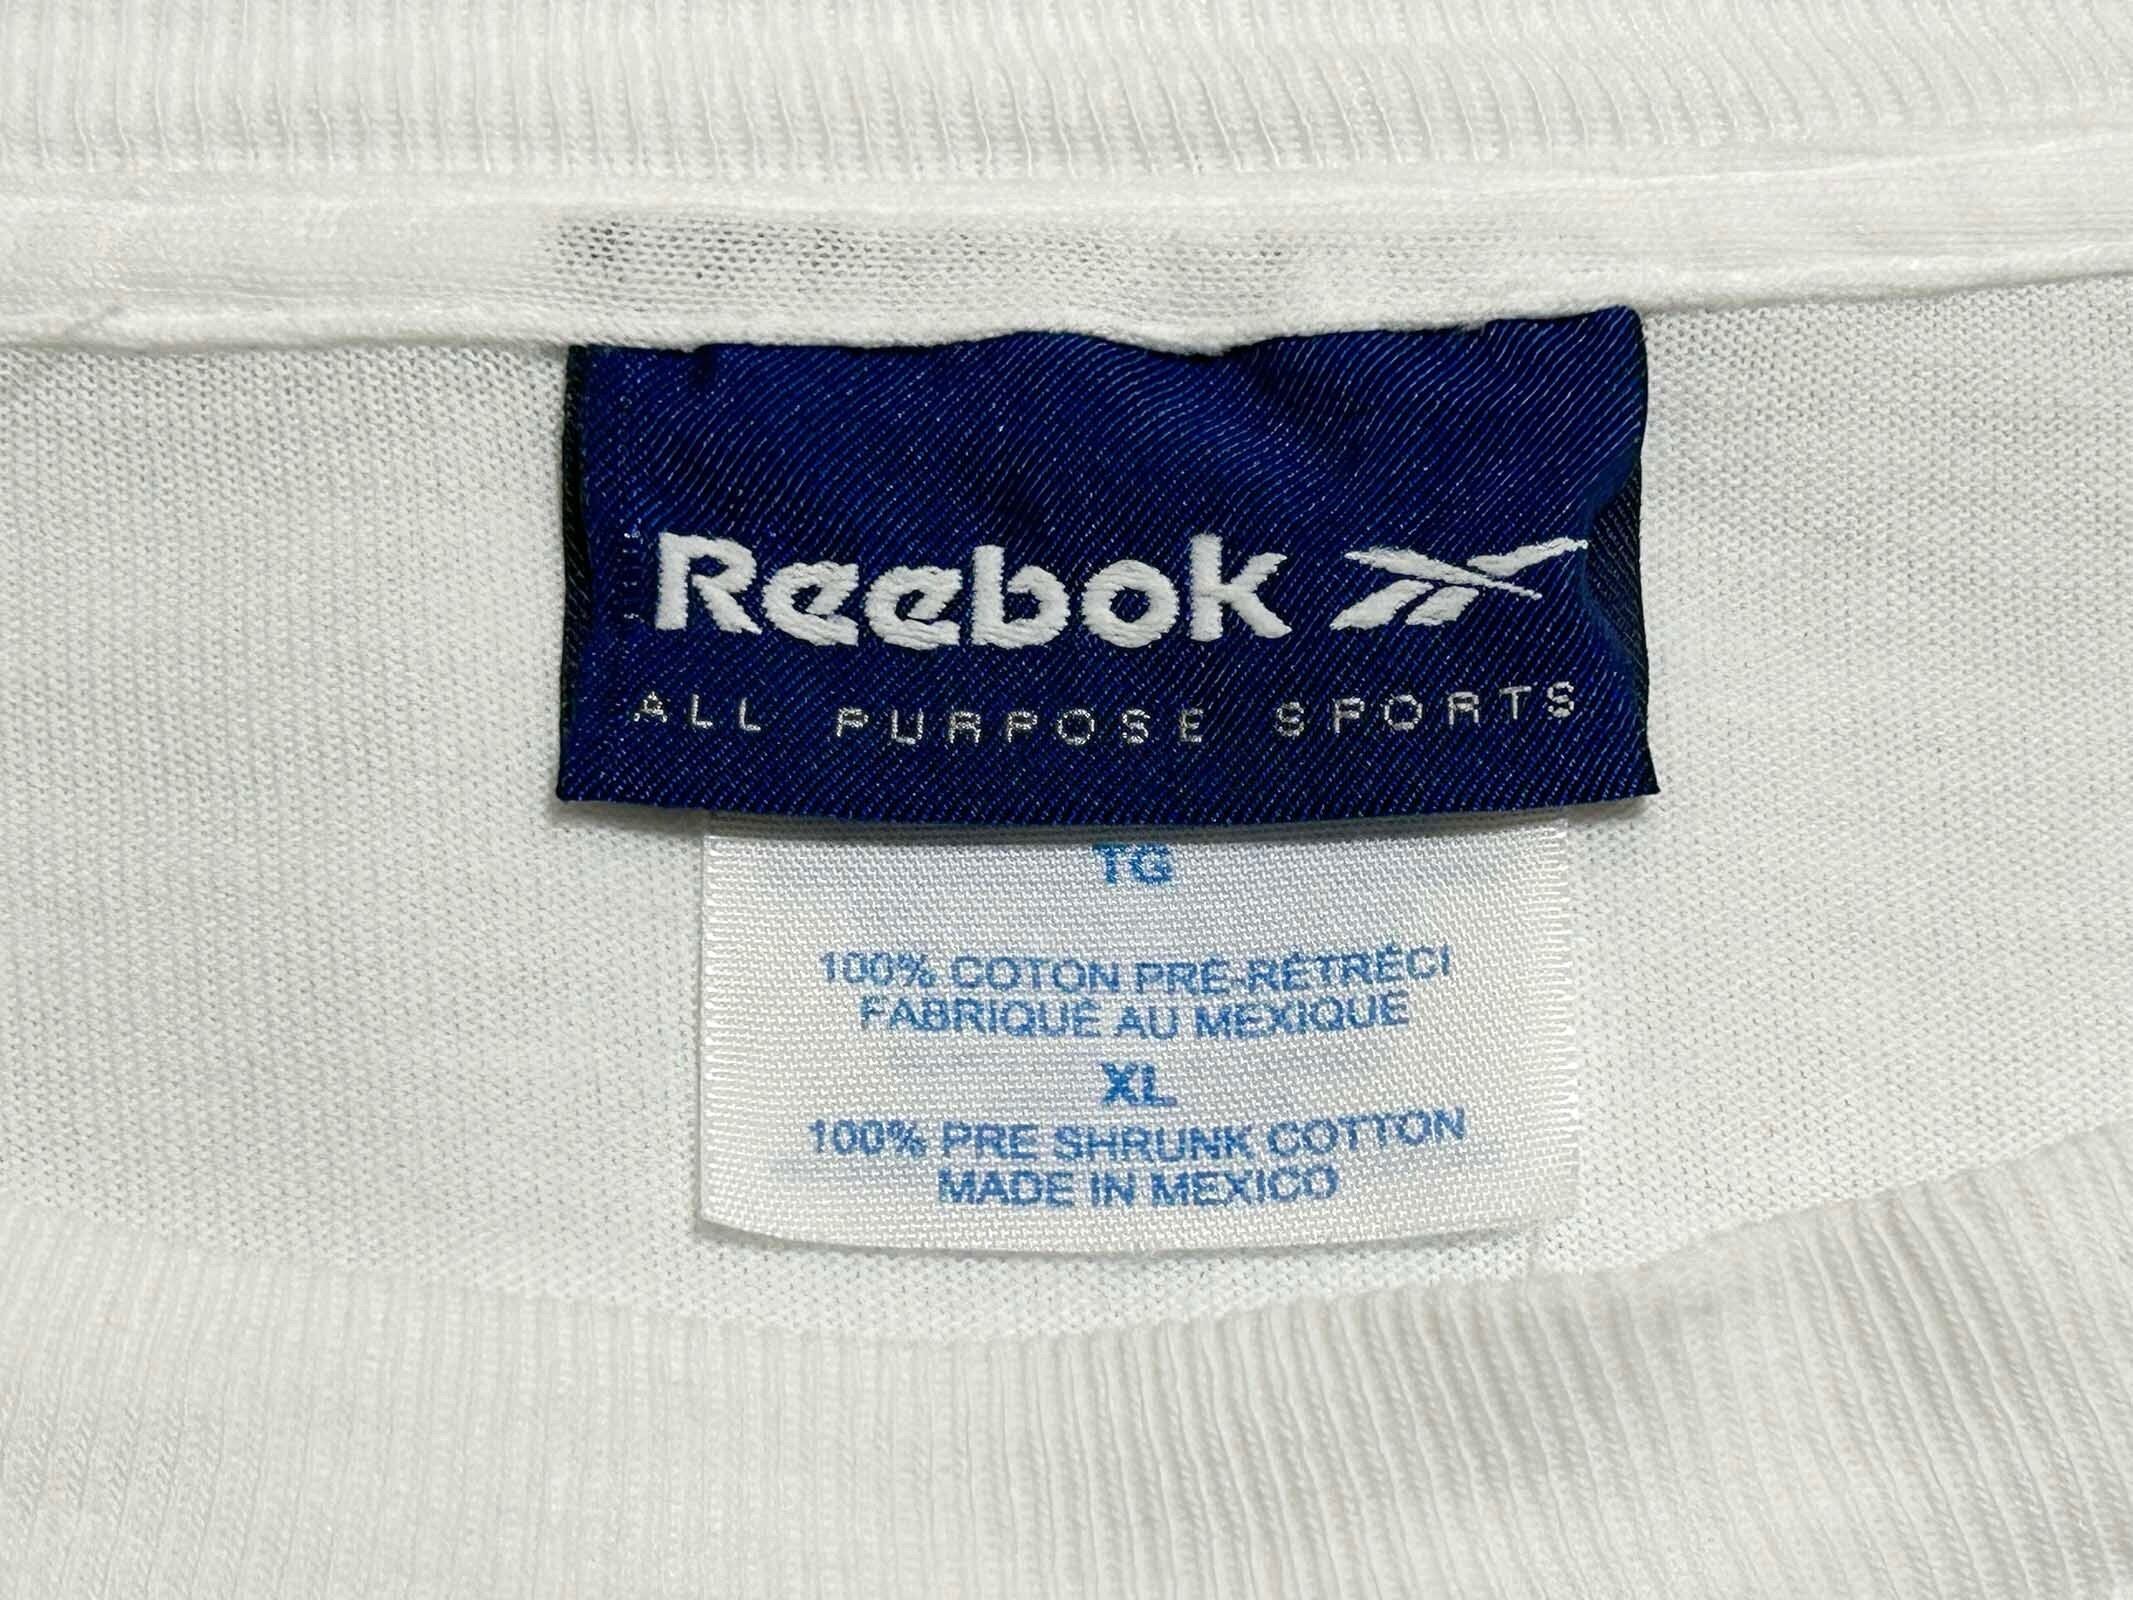 Reebok
ALL PURPOSE SPORTS
TG
100% COTON PRÉ-RÉTRÉCI
FABRIQUÉ AU MEXIQUE
XL
100% PRE SHRUNK COTTON
MADE IN MEXICO